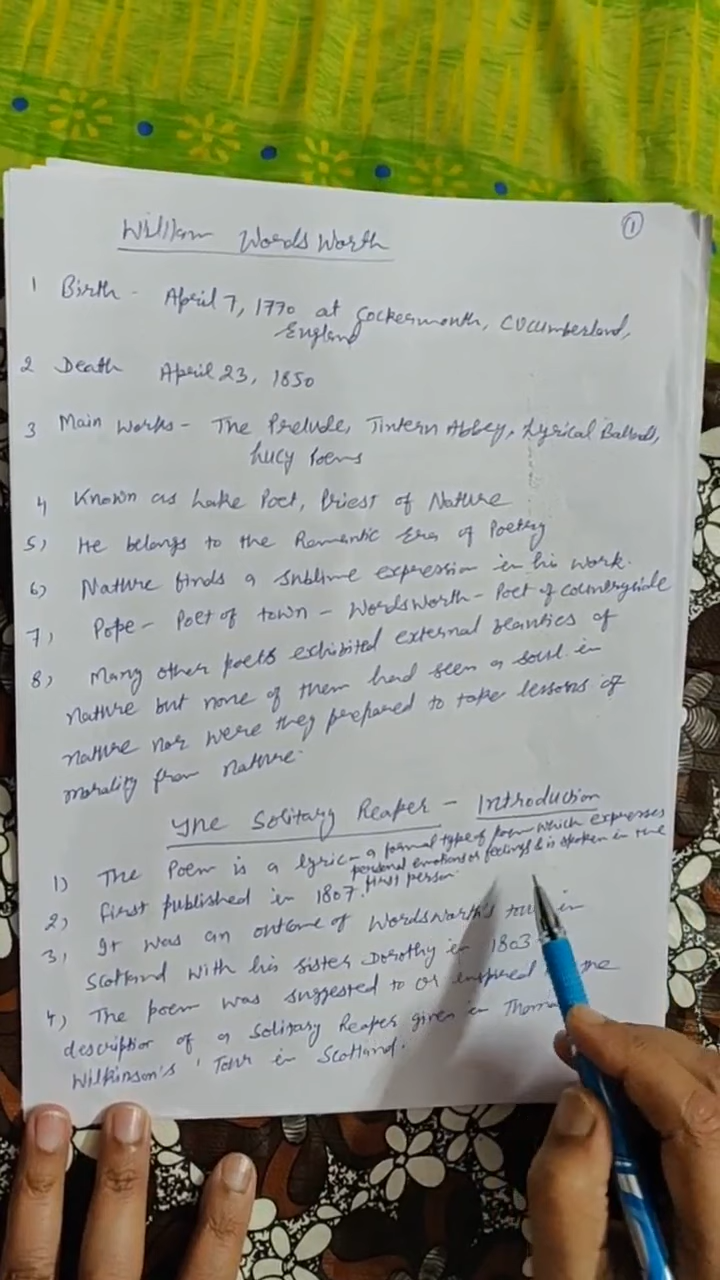 1
William Wordsworth
1 Birth - April 7, 1770 at Cockermonth, CUcumberland,
England
2 Death April 23, 1850
3 Main Works - The Prelude, Tintern Abbey, Lyrical Ballads,
Lucy Poems
4 Known as Lake Poet, Priest of Nature
5) He belongs to the Romantic Era of Poetry
6) Nature finds a sublime expression in his work.
7) Pope - Poet of town - Wordsworth - Poet of countryside
8) Many other poets exhibited external beauties of
nature but none of them had seen a soul in
nature nor were they prepared to take lessons of
morality from nature.
The Solitary Reaper - Introduction
1) The Poem is a lyric - a formal type of poem which expresses
personal emotions or feelings & is spoken in the
first person.
2) First published in 1807.
3) It was an outcome of Wordsworth's tour in
Scotland with his sister Dorothy in 1803
4) The poem was suggested to or inspired the
description of a Solitary Reaper given in Thoma
Wilkinson's ' Tour in Scotland.